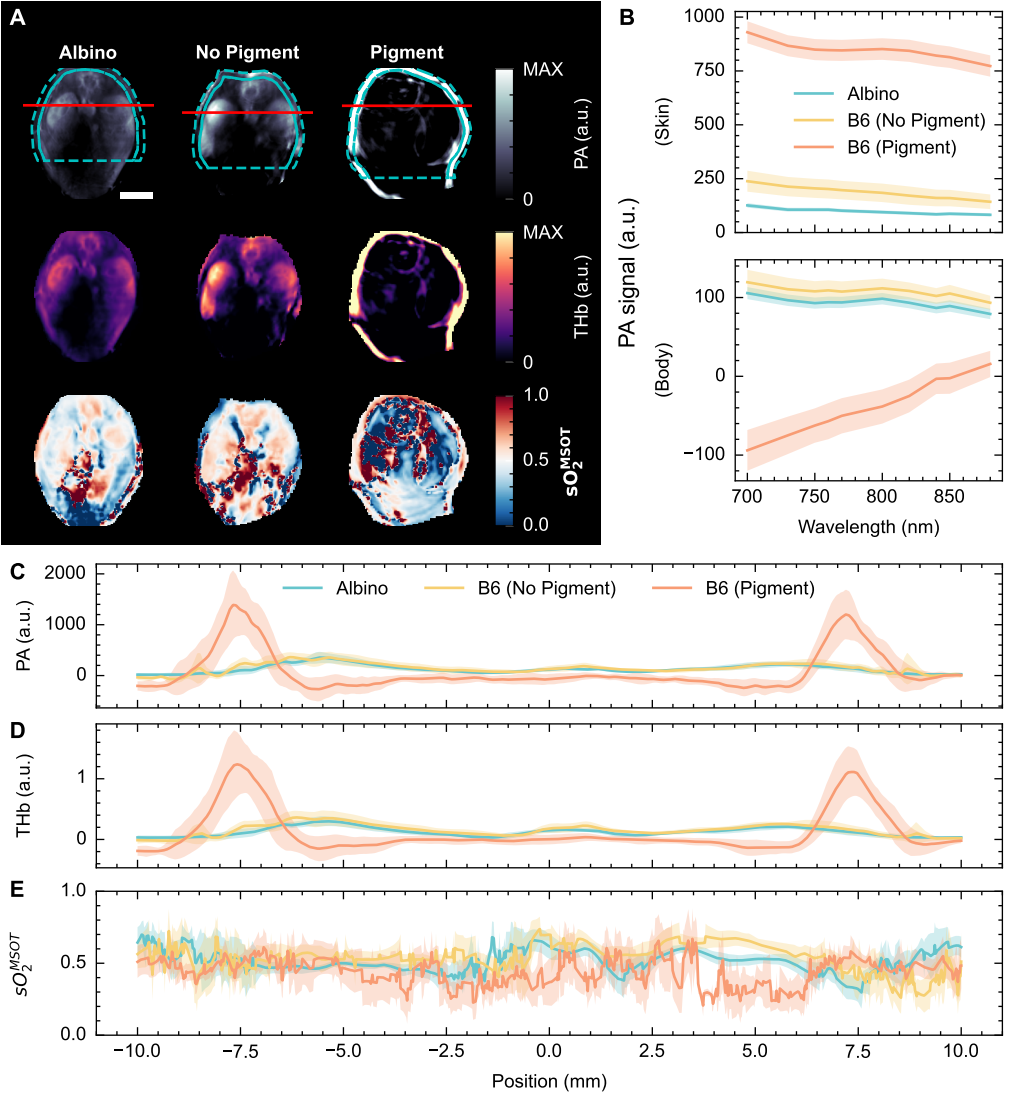 A
Albino
No Pigment
Pigment
MAX
PA (a.u.)
0
MAX
THb (a.u.)
0
1.0
0.5
0.0
sO₂ᴹˢᴼᵀ
B
1000
750
500
250
0
(Skin)
Albino
B6 (No Pigment)
B6 (Pigment)
PA signal (a.u.)
100
0
−100
(Body)
700
750
800
850
Wavelength (nm)
C
2000
1000
0
PA (a.u.)
Albino
B6 (No Pigment)
B6 (Pigment)
D
1
0
THb (a.u.)
E
1.0
0.5
0.0
sO₂ᴹˢᴼᵀ
−10.0
−7.5
−5.0
−2.5
0.0
2.5
5.0
7.5
10.0
Position (mm)